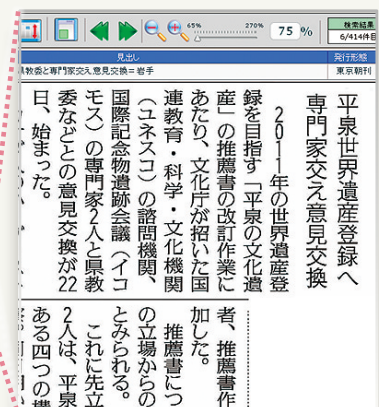 65%
270%
75 %
検索結果
6/414件目
見出し
発行形態
県教委と専門家交え意見交換=岩手
東京朝刊
平泉世界遺産登録へ
専門家交え意見交換
2011年の世界遺産登
録を目指す「平泉の文化遺
産」の推薦書の改訂作業に
あたり、文化庁が招いた国
連教育・科学・文化機関
（ユネスコ）の諮問機関、
国際記念物遺跡会議（イコ
モス）の専門家2人と県教
委などとの意見交換が22
日、始まった。
者、推薦書作
加した。
推薦書につ
の立場からの
とみられる。
これに先立
2人は、平泉
ある四つの構